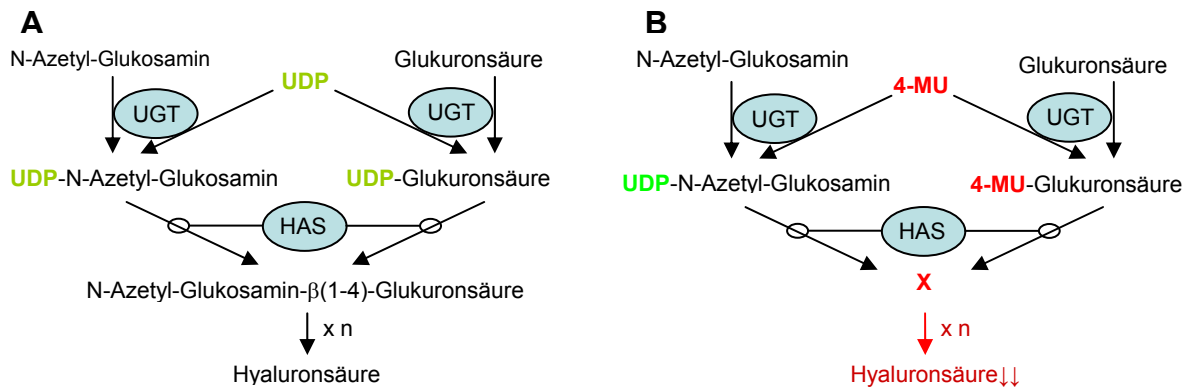 A
N-Azetyl-Glukosamin
Glukuronsäure
UDP
UGT
UGT
UDP-N-Azetyl-Glukosamin
UDP-Glukuronsäure
HAS
N-Azetyl-Glukosamin-β(1-4)-Glukuronsäure
x n
Hyaluronsäure
B
N-Azetyl-Glukosamin
Glukuronsäure
4-MU
UGT
UGT
UDP-N-Azetyl-Glukosamin
4-MU-Glukuronsäure
HAS
X
x n
Hyaluronsäure↓↓